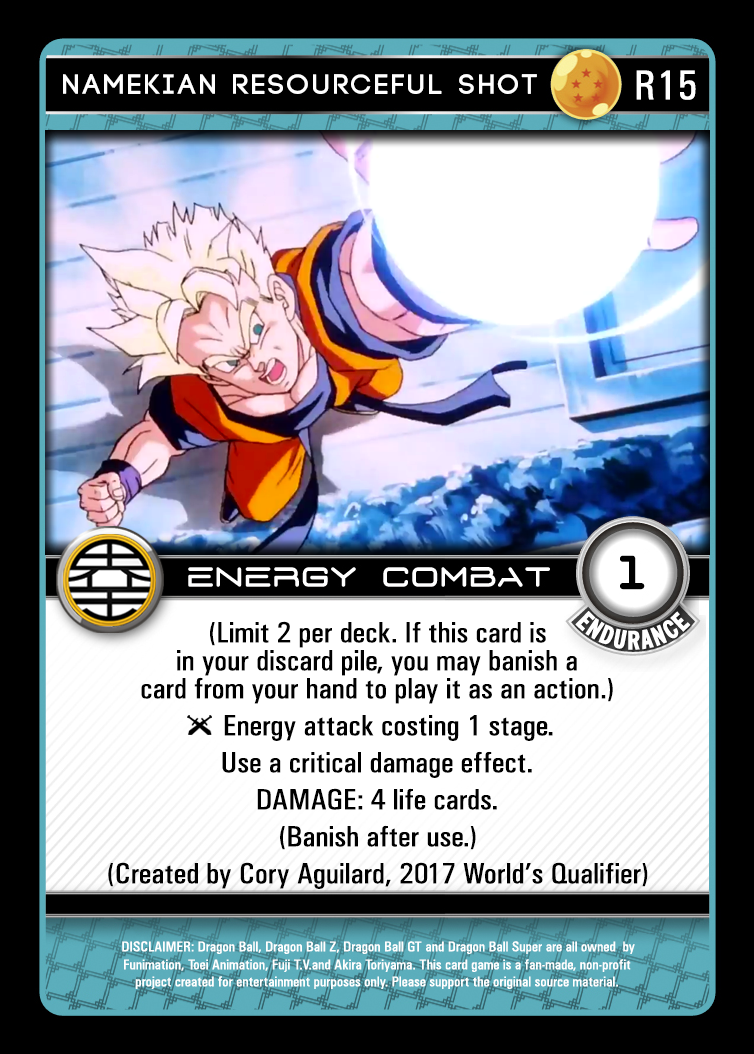 NAMEKIAN RESOURCEFUL SHOT R15
ENERGY COMBAT
1
ENDURANCE
(Limit 2 per deck. If this card is
in your discard pile, you may banish a
card from your hand to play it as an action.)
Energy attack costing 1 stage.
Use a critical damage effect.
DAMAGE: 4 life cards.
(Banish after use.)
(Created by Cory Aguilard, 2017 World's Qualifier)
DISCLAIMER: Dragon Ball, Dragon Ball Z, Dragon Ball GT and Dragon Ball Super are all owned by
Funimation, Toei Animation, Fuji T.V.and Akira Toriyama. This card game is a fan-made, non-profit
project created for entertainment purposes only. Please support the original source material.